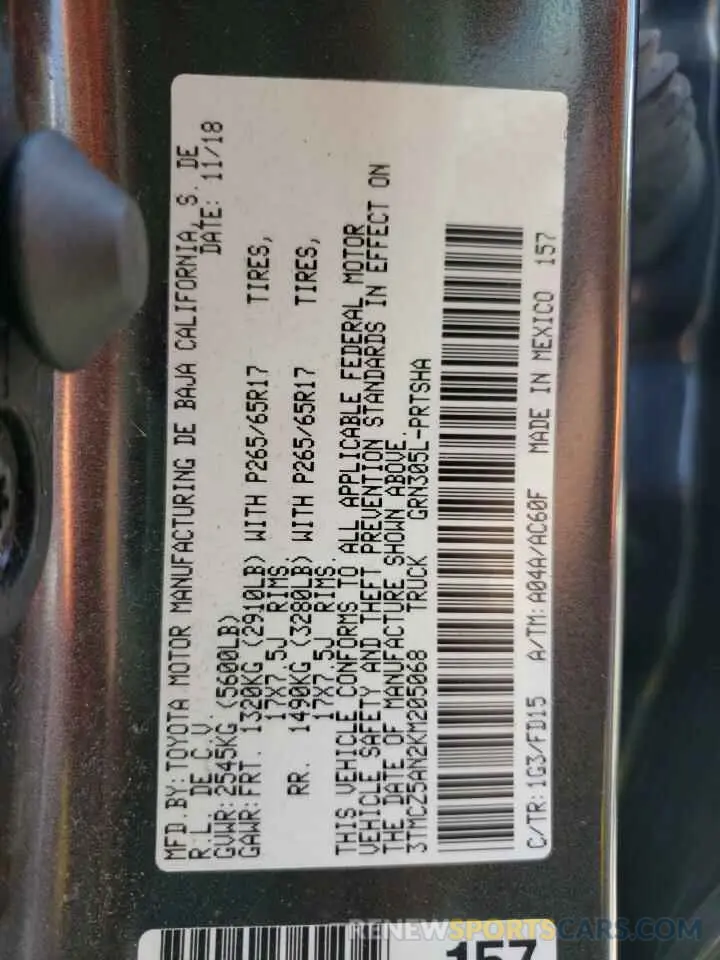 MFD.BY:TOYOTA MOTOR MANUFACTURING DE BAJA CALIFORNIA, S. DE
R.L. DE C.V. DATE: 11/18
GVWR:2545KG (5600LB)
GAWR:FRT. 1320KG (2910LB) WITH P265/65R17 TIRES,
17X7.5J RIMS.
RR. 1490KG (3280LB) WITH P265/65R17 TIRES,
17X7.5J RIMS.
THIS VEHICLE CONFORMS TO ALL APPLICABLE FEDERAL MOTOR
VEHICLE SAFETY AND THEFT PREVENTION STANDARDS IN EFFECT ON
THE DATE OF MANUFACTURE SHOWN ABOVE.
3TMCZ5AN2KM205068 TRUCK GRN305L-PRTSHA
C/TR:1G3/FD15 A/TM:A04A/AC60F MADE IN MEXICO 157
157
RENEWSPORTSCARS.COM